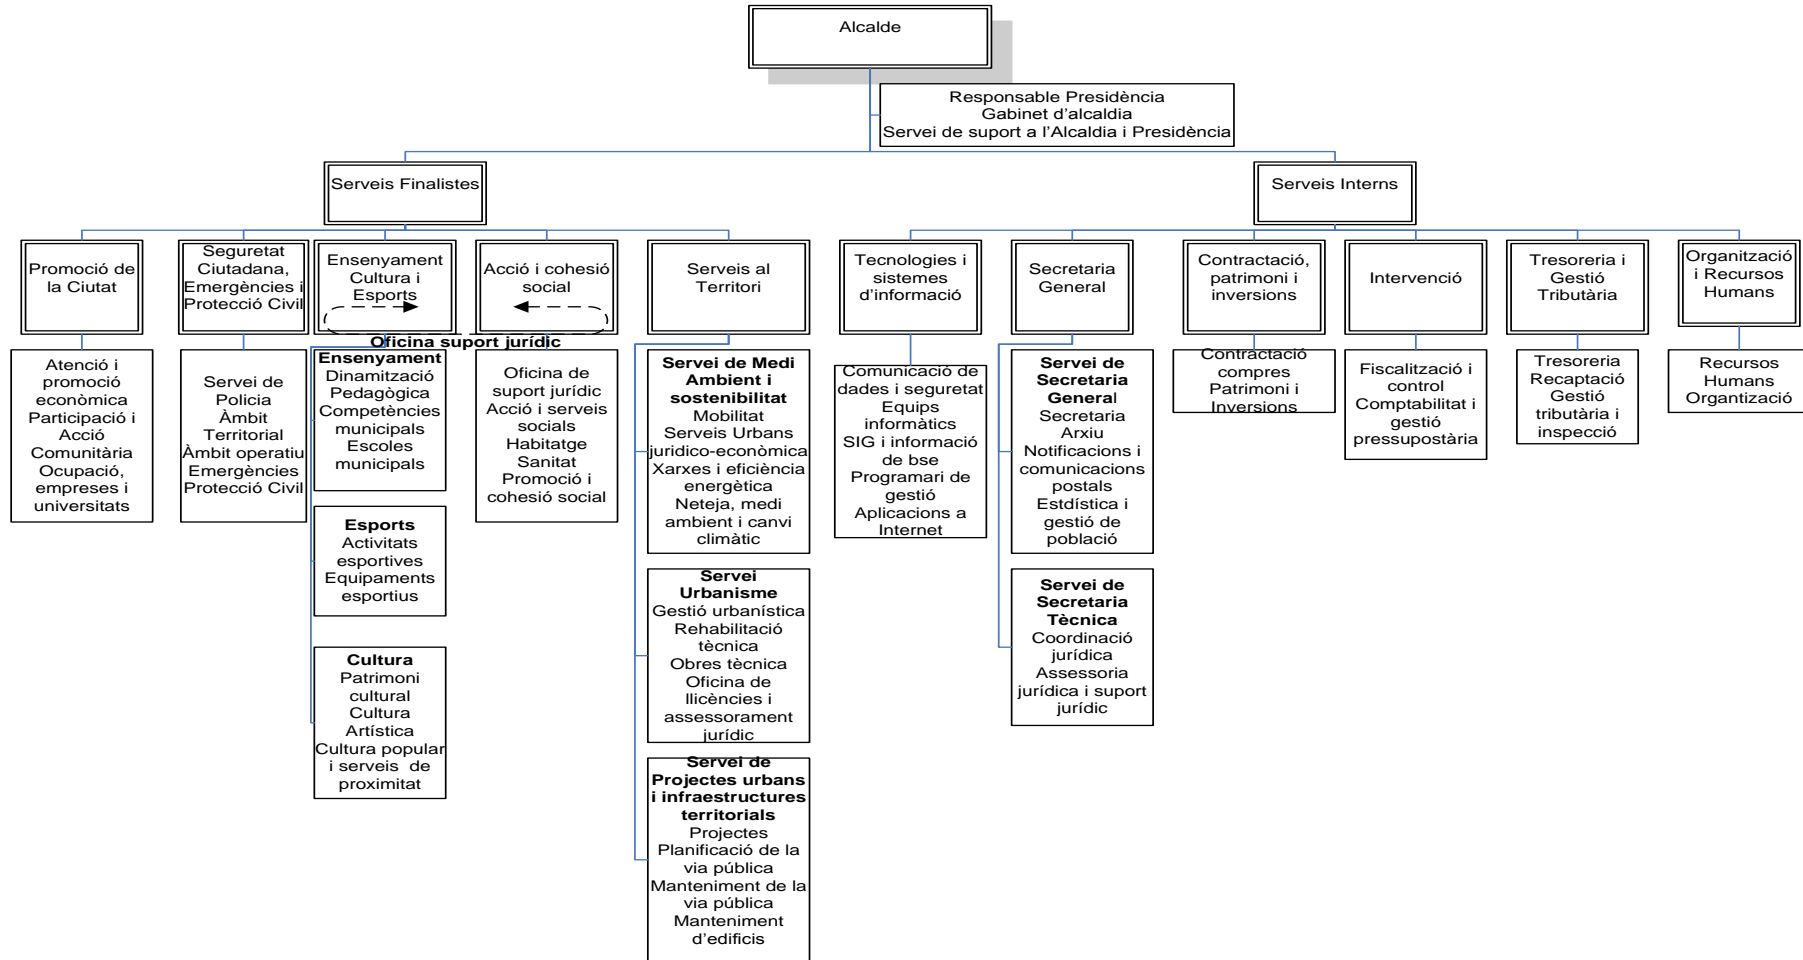 Alcalde
Responsable Presidència
Gabinet d'alcaldia
Servei de suport a l'Alcaldia i Presidència
Serveis Finalistes
Serveis Interns
Promoció de
la Ciutat
Seguretat
Ciutadana,
Emergències i
Protecció Civil
Ensenyament
Cultura i
Esports
Acció i cohesió
social
Serveis al
Territori
Tecnologies i
sistemes
d'informació
Secretaria
General
Contractació,
patrimoni i
inversions
Intervenció
Tresoreria i
Gestió
Tributària
Organització
i Recursos
Humans
Oficina suport jurídic
Atenció i
promoció
econòmica
Participació i
Acció
Comunitària
Ocupació,
empreses i
universitats
Servei de
Policia
Àmbit
Territorial
Àmbit operatiu
Emergències
Protecció Civil
Ensenyament
Dinamització
Pedagògica
Competències
municipals
Escoles
municipals
Esports
Activitats
esportives
Equipaments
esportius
Cultura
Patrimoni
cultural
Cultura
Artística
Cultura popular
i serveis de
proximitat
Oficina de
suport jurídic
Acció i serveis
socials
Habitatge
Sanitat
Promoció i
cohesió social
Servei de Medi
Ambient i
sostenibilitat
Mobilitat
Serveis Urbans
juridico-econòmica
Xarxes i eficiència
energètica
Neteja, medi
ambient i canvi
climàtic
Servei
Urbanisme
Gestió urbanística
Rehabilitació
tècnica
Obres tècnica
Oficina de
llicències i
assessorament
jurídic
Servei de
Projectes urbans
i infraestructures
territorials
Projectes
Planificació de la
via pública
Manteniment de la
via pública
Manteniment
d'edificis
Comunicació de
dades i seguretat
Equips
informàtics
SIG i informació
de bse
Programari de
gestió
Aplicacions a
Internet
Servei de
Secretaria
General
Secretaria
Arxiu
Notificacions i
comunicacions
postals
Estdística i
gestió de
població
Servei de
Secretaria
Tècnica
Coordinació
jurídica
Assessoria
jurídica i suport
jurídic
Contractació
compres
Patrimoni i
Inversions
Fiscalització i
control
Comptabilitat i
gestió
pressupostària
Tresoreria
Recaptació
Gestió
tributària i
inspecció
Recursos
Humans
Organtizació